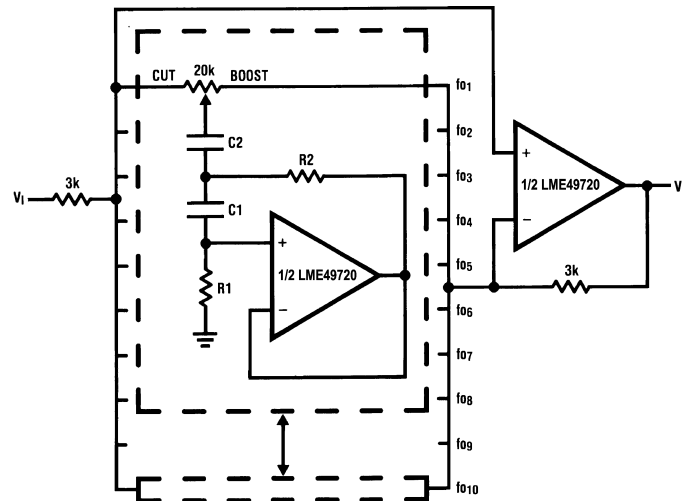 CUT 20k BOOST
fo1
fo2
C2
R2
fo3
3k
VI
C1
+
−
1/2 LME49720
V
fo4
+
−
1/2 LME49720
R1
fo5
3k
fo6
fo7
fo8
fo9
fo10